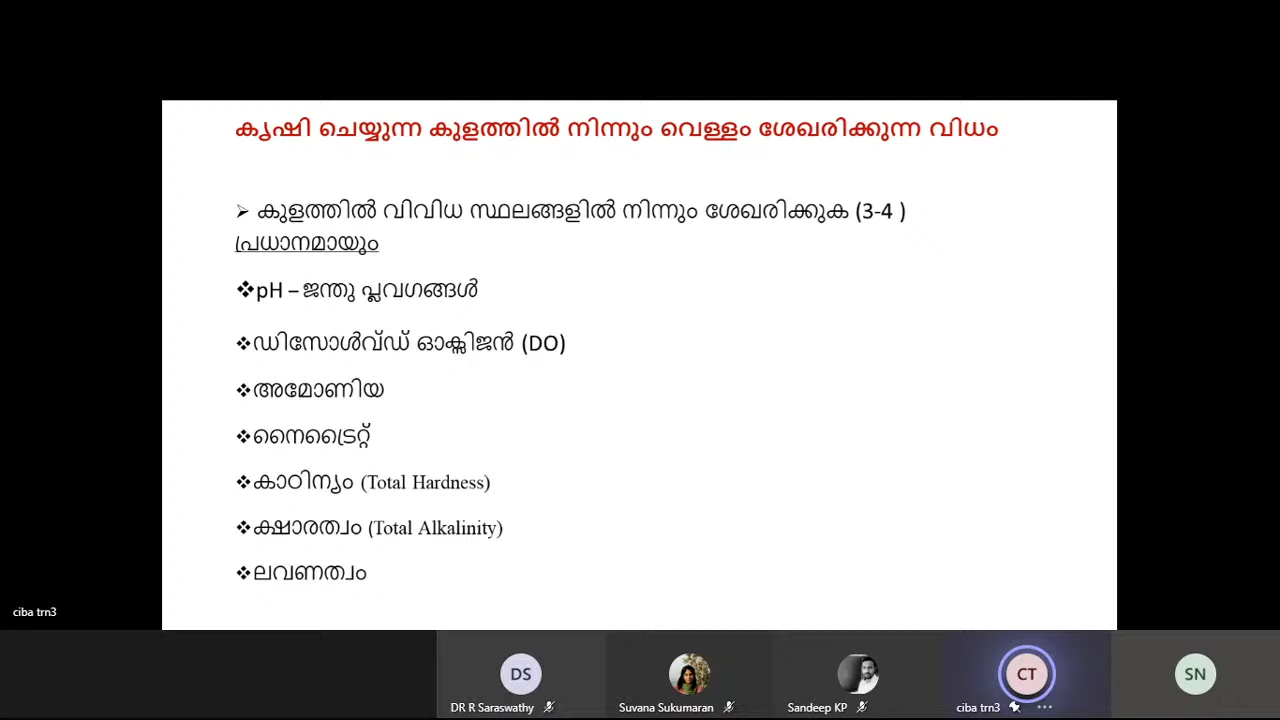 കൃഷി ചെയ്യുന്ന കുളത്തിൽ നിന്നും വെള്ളം ശേഖരിക്കുന്ന വിധം
➢ കുളത്തിൽ വിവിധ സ്ഥലങ്ങളിൽ നിന്നും ശേഖരിക്കുക (3-4 )
പ്രധാനമായും
❖pH – ജന്തു പ്ലവഗങ്ങൾ
❖ഡിസോൾവ്ഡ് ഓക്സിജൻ (DO)
❖അമോണിയ
❖നൈട്രൈറ്റ്
❖കാഠിന്യം (Total Hardness)
❖ക്ഷാരത്വം (Total Alkalinity)
❖ലവണത്വം
ciba trn3
DS
CT
SN
DR R Saraswathy
Suvana Sukumaran
Sandeep KP
ciba trn3